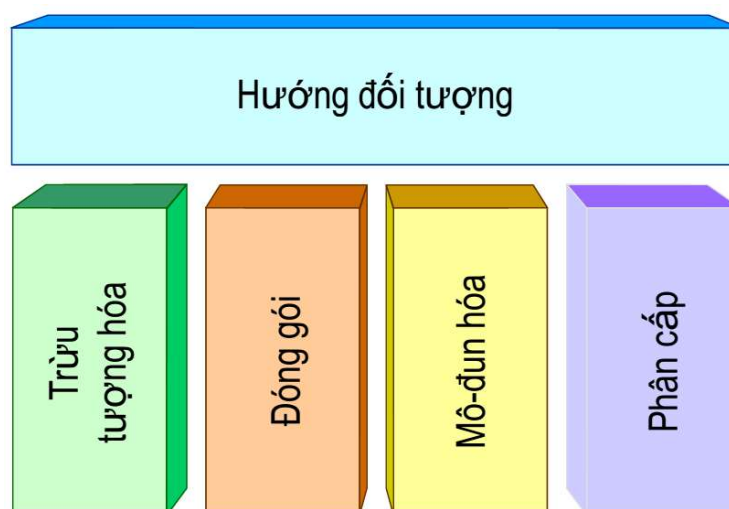 Hướng đối tượng
Trừu
tượng hóa
Đóng gói
Mô-đun hóa
Phân cấp